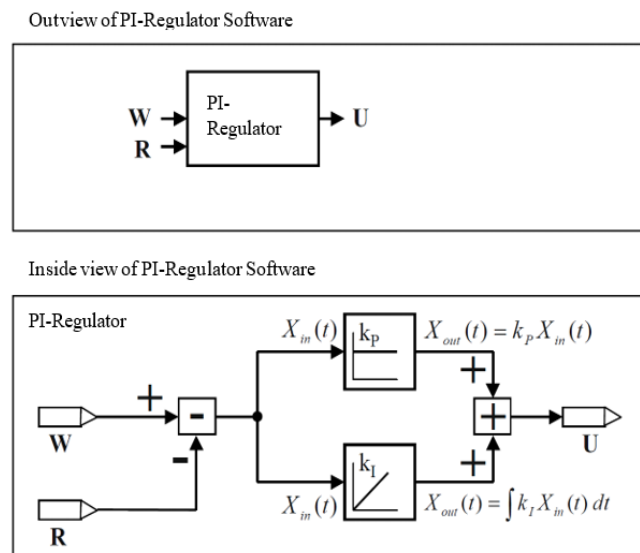 Outview of PI-Regulator Software
PI-
Regulator
W
R
U
Inside view of PI-Regulator Software
PI-Regulator
X_in(t)
k_P
X_out(t) = k_P X_in(t)
+
+
-
+
W
-
U
k_I
+
R
X_in(t)
X_out(t) = ∫ k_I X_in(t) dt